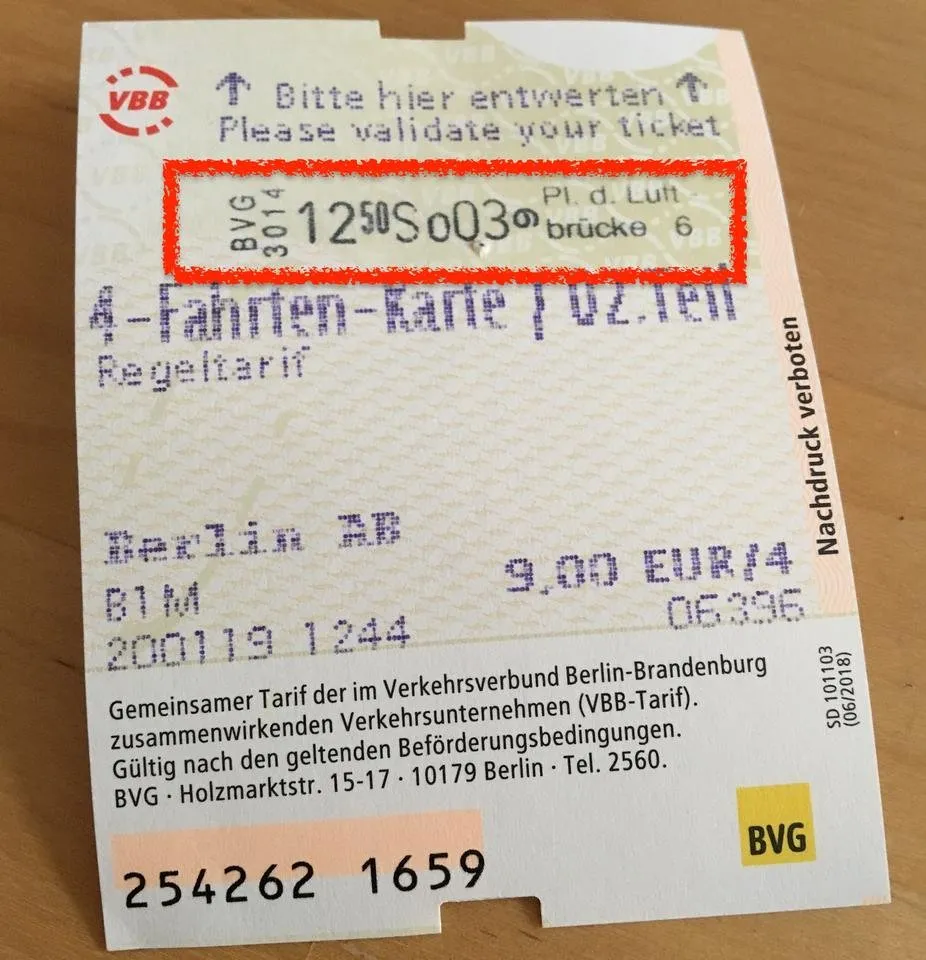 VBB
↑ Bitte hier entwerten ↑
Please validate your ticket
BVG 3014 12 50 So 03 Pl. d. Luft
brücke 6
4-Fahrten-Karte | 02.Teil
Regeltarif
Nachdruck verboten
Berlin AB
B1M 9,00 EUR/4
200119 1244 06396
Gemeinsamer Tarif der im Verkehrsverbund Berlin-Brandenburg
zusammenwirkenden Verkehrsunternehmen (VBB-Tarif).
Gültig nach den geltenden Beförderungsbedingungen.
BVG · Holzmarktstr. 15-17 · 10179 Berlin · Tel. 2560.
SD 101103
(06/2018)
BVG
254262 1659